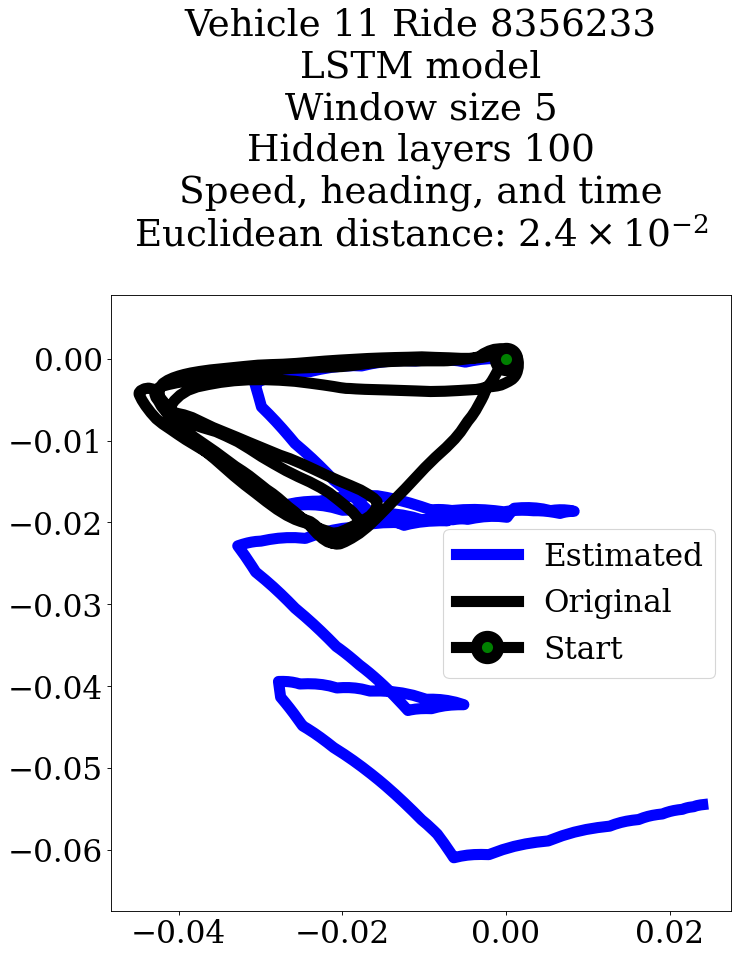 Vehicle 11 Ride 8356233
LSTM model
Window size 5
Hidden layers 100
Speed, heading, and time
Euclidean distance: 2.4 × 10⁻²
0.00
−0.01
−0.02
−0.03
−0.04
−0.05
−0.06
Estimated
Original
Start
−0.04 −0.02 0.00 0.02